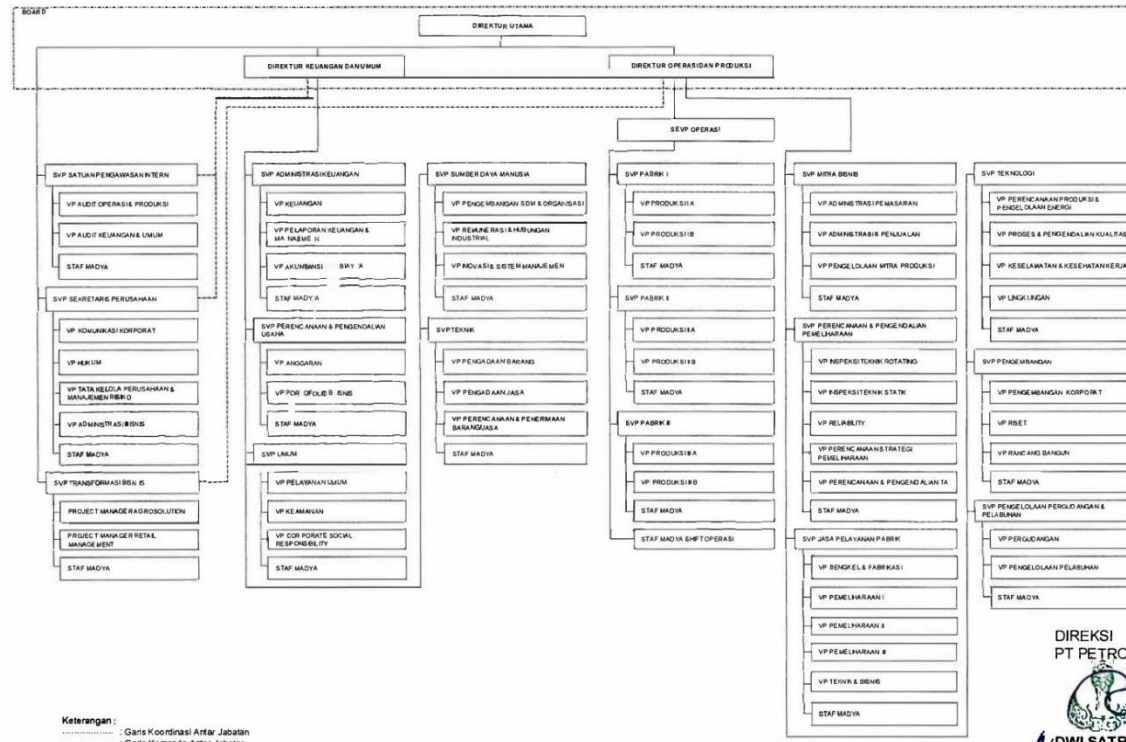 BOARD
DIREKTUR UTAMA
DIREKTUR KEUANGAN DAN UMUM
DIREKTUR OPERASI DAN PRODUKSI
SEVP OPERASI
SVP SATUAN PENGAWASAN INTERN
VP AUDIT OPERASI & PRODUKSI
VP AUDIT KEUANGAN & UMUM
STAF MADYA
SVP SEKRETARIS PERUSAHAAN
VP KOMUNIKASI KORPORAT
VP HUKUM
VP TATA KELOLA PERUSAHAAN &
MANAJEMEN RISIKO
VP ADMINISTRASI BISNIS
STAF MADYA
SVP TRANSFORMASI BISNIS
PROJECT MANAGER AGROSOLUTION
PROJECT MANAGER RETAIL
MANAGEMENT
STAF MADYA
SVP ADMINISTRASI KEUANGAN
VP KEUANGAN
VP PELAPORAN KEUANGAN &
VP AKUNTANSI
STAF MADYA
SVP PERENCANAAN & PENGENDALIAN
USAHA
VP ANGGARAN
VP
STAF MADYA
SVP UMUM
VP PELAYANAN UMUM
VP KEAMANAN
VP CORPORATE SOCIAL
RESPONSIBILITY
STAF MADYA
SVP SUMBER DAYA MANUSIA
VP PENGEMBANGAN SDM & ORGANISASI
VP REMUNERASI & HUBUNGAN
INDUSTRIAL
VP INOVASI & SISTEM MANAJEMEN
STAF MADYA
SVP TEKNIK
VP PENGADAAN BARANG
VP PENGADAAN JASA
VP PERENCANAAN & PENERIMAAN
BARANG/JASA
STAF MADYA
SVP PABRIK I
VP PRODUKSI IA
VP PRODUKSI IB
STAF MADYA
SVP PABRIK II
VP PRODUKSI IIA
VP PRODUKSI IIB
STAF MADYA
SVP PABRIK III
VP PRODUKSI IIIA
VP PRODUKSI IIIB
STAF MADYA
STAF MADYA SHIFT OPERASI
SVP MITRA BISNIS
VP ADMINISTRASI PEMASARAN
VP ADMINISTRASI & PENJUALAN
VP PENGELOLAAN MITRA PRODUKSI
STAF MADYA
SVP PERENCANAAN & PENGENDALIAN
PEMELIHARAAN
VP INSPEKSI TEKNIK ROTATING
VP INSPEKSI TEKNIK STATIK
VP RELIABILITY
VP PERENCANAAN STRATEGI
PEMELIHARAAN
VP PERENCANAAN & PENGENDALIAN TA
STAF MADYA
SVP JASA PELAYANAN PABRIK
VP BENGKEL & FABRIKASI
VP PEMELIHARAAN I
VP PEMELIHARAAN II
VP PEMELIHARAAN III
VP TEKNIK & BISNIS
STAF MADYA
SVP TEKNOLOGI
VP PERENCANAAN PRODUKSI &
PENGELOLAAN ENERGI
VP PROSES & PENGENDALIAN KUALITAS
VP KESELAMATAN & KESEHATAN KERJA
VP LINGKUNGAN
STAF MADYA
SVP PENGEMBANGAN
VP PENGEMBANGAN KORPORAT
VP RISET
VP RANCANG BANGUN
STAF MADYA
SVP PENGELOLAAN PERGUDANGAN &
PELABUHAN
VP PERGUDANGAN
VP PENGELOLAAN PELABUHAN
STAF MADYA
DIREKSI
PT PETRO
DWI SATR
Keterangan :
: Garis Koordinasi Antar Jabatan
: Garis Komando Antar Jabatan